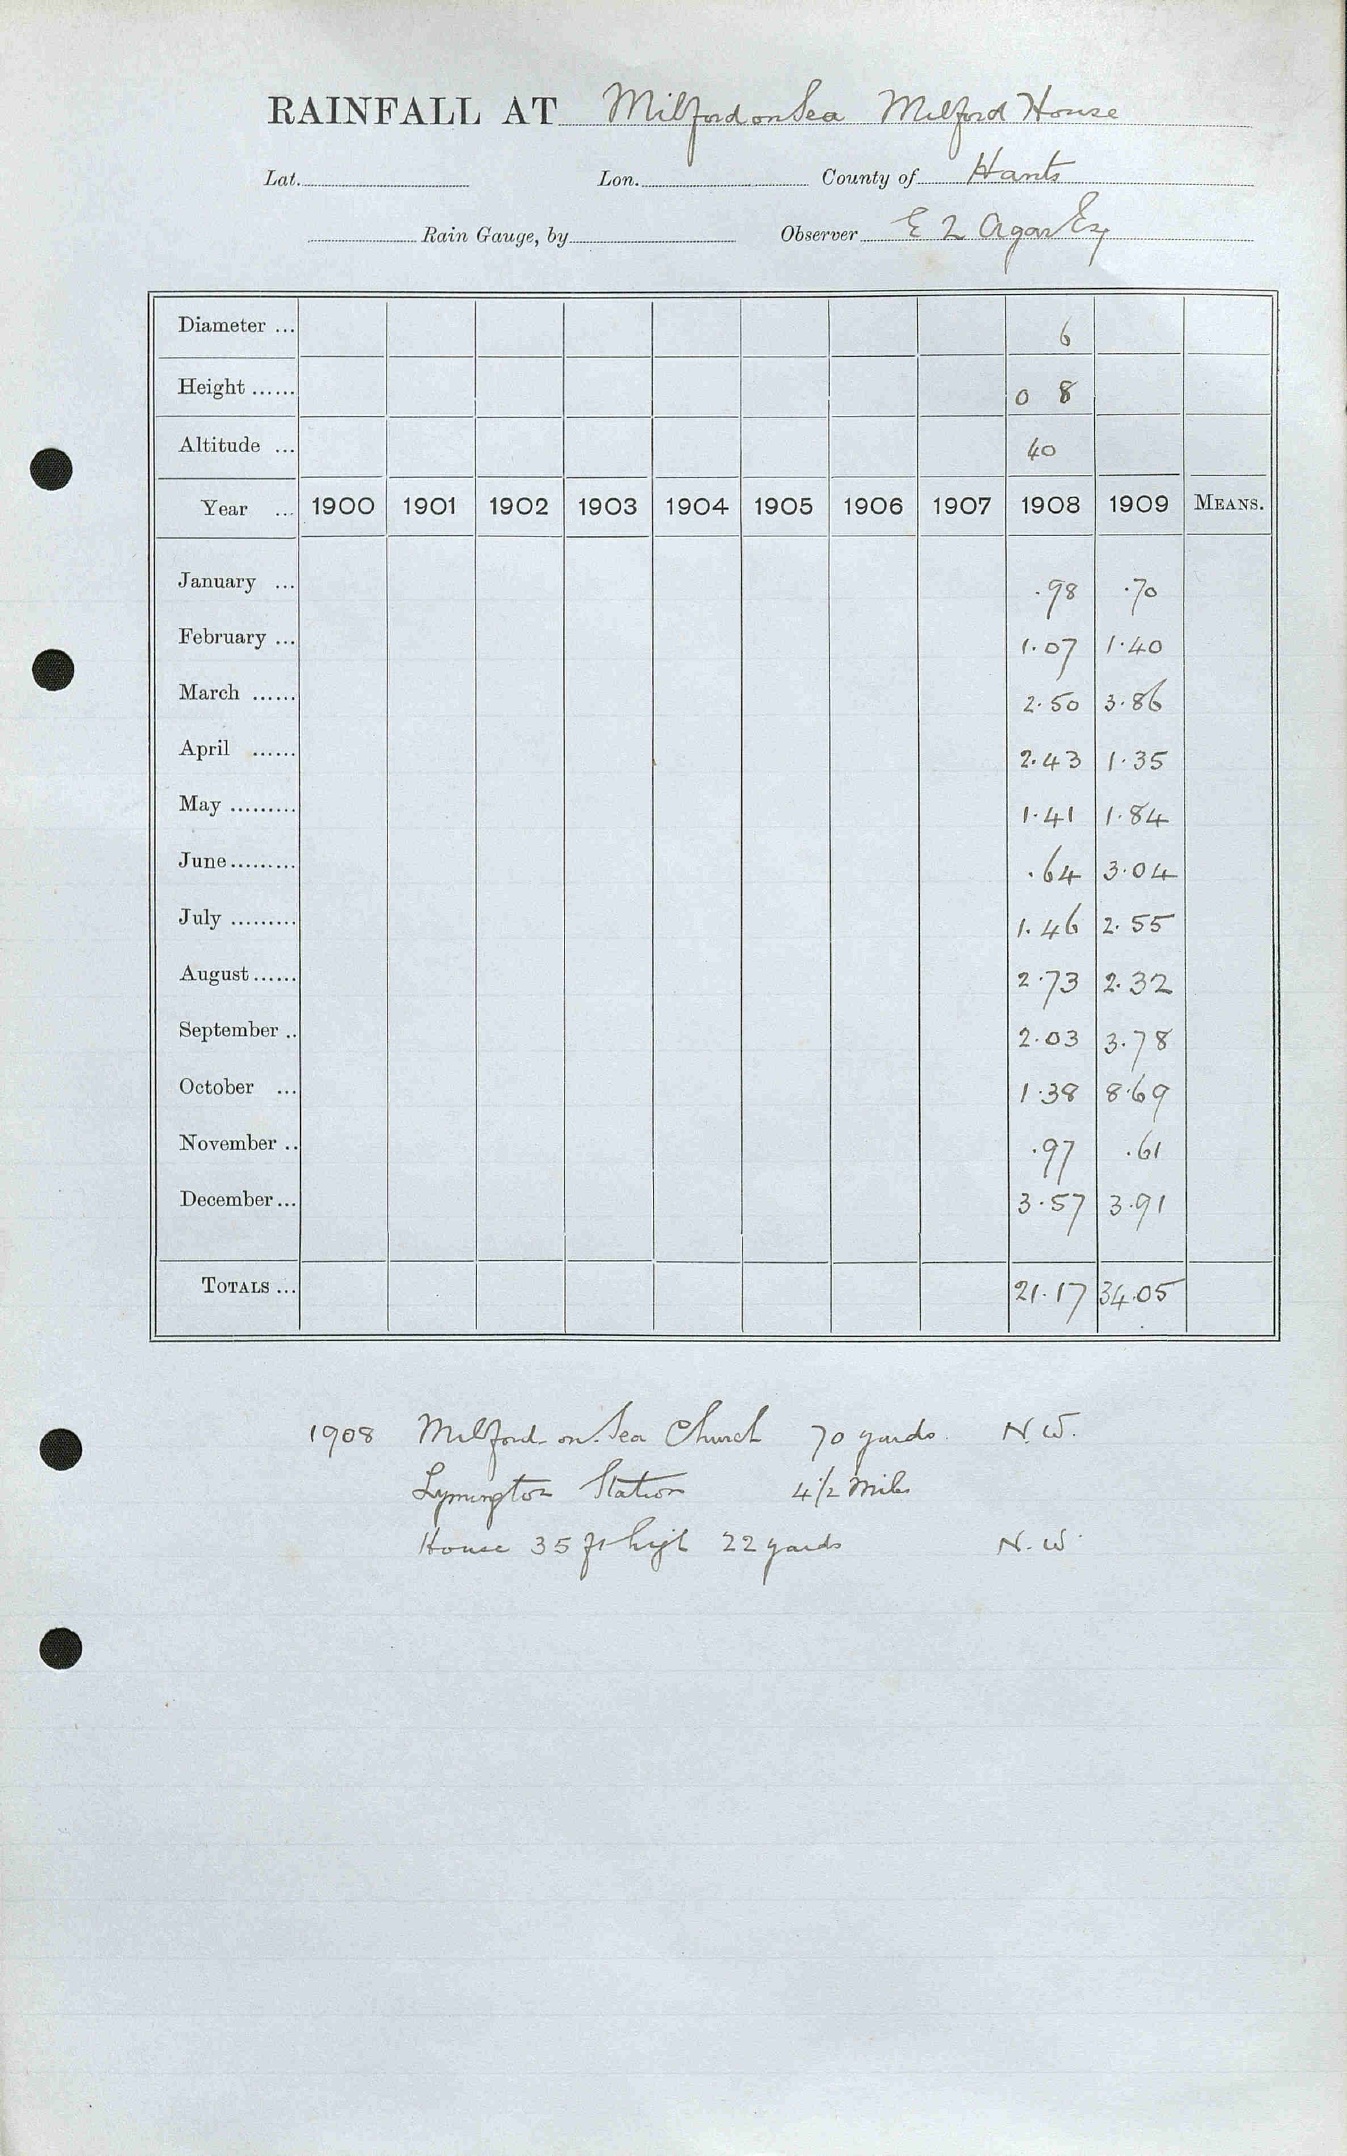 RAINFALL AT Milford on Sea Milford House
Lat. Lon. County of Hants
Rain Gauge, by Observer E L Agar Esq
Diameter ... 6
Height ...... 0 8
Altitude ... 40
Year ... 1900 1901 1902 1903 1904 1905 1906 1907 1908 1909 MEANS.
January ... .98 .70
February ... 1.07 1.40
March ...... 2.50 3.86
April ...... 2.43 1.35
May ......... 1.41 1.84
June ......... .64 3.04
July ......... 1.46 2.55
August ...... 2.73 2.32
September .. 2.03 3.78
October ... 1.38 8.69
November .. .97 .61
December ... 3.57 3.91
TOTALS ... 21.17 34.05
1908 Milford-on-Sea Church 70 yards. N.W.
Lymington Station 4 1/2 Miles
House 35 ft high 22 yards N.W.